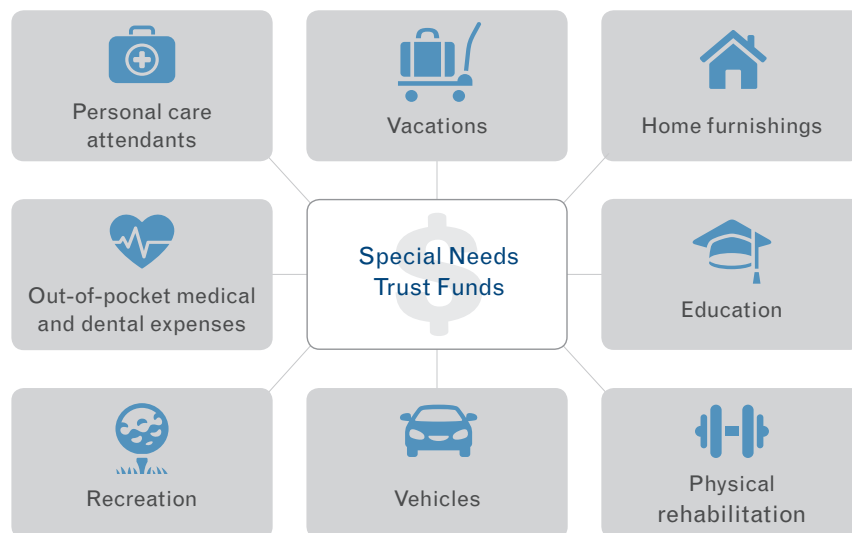 Personal care
attendants
Vacations
Home furnishings
Out-of-pocket medical
and dental expenses
$
Special Needs
Trust Funds
Education
Recreation
Vehicles
Physical
rehabilitation